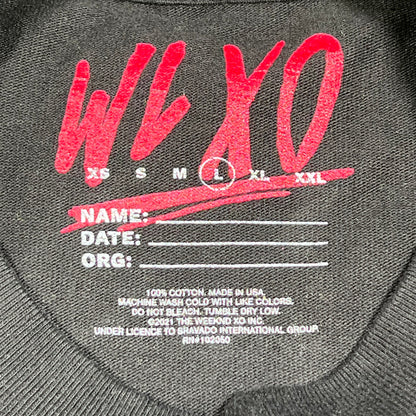 WL XO
XS S M L XL XXL
NAME:
DATE:
ORG:
100% COTTON. MADE IN USA.
MACHINE WASH COLD WITH LIKE COLORS.
DO NOT BLEACH. TUMBLE DRY LOW.
©2021 THE WEEKND XO INC.
UNDER LICENCE TO BRAVADO INTERNATIONAL GROUP.
RN#102050